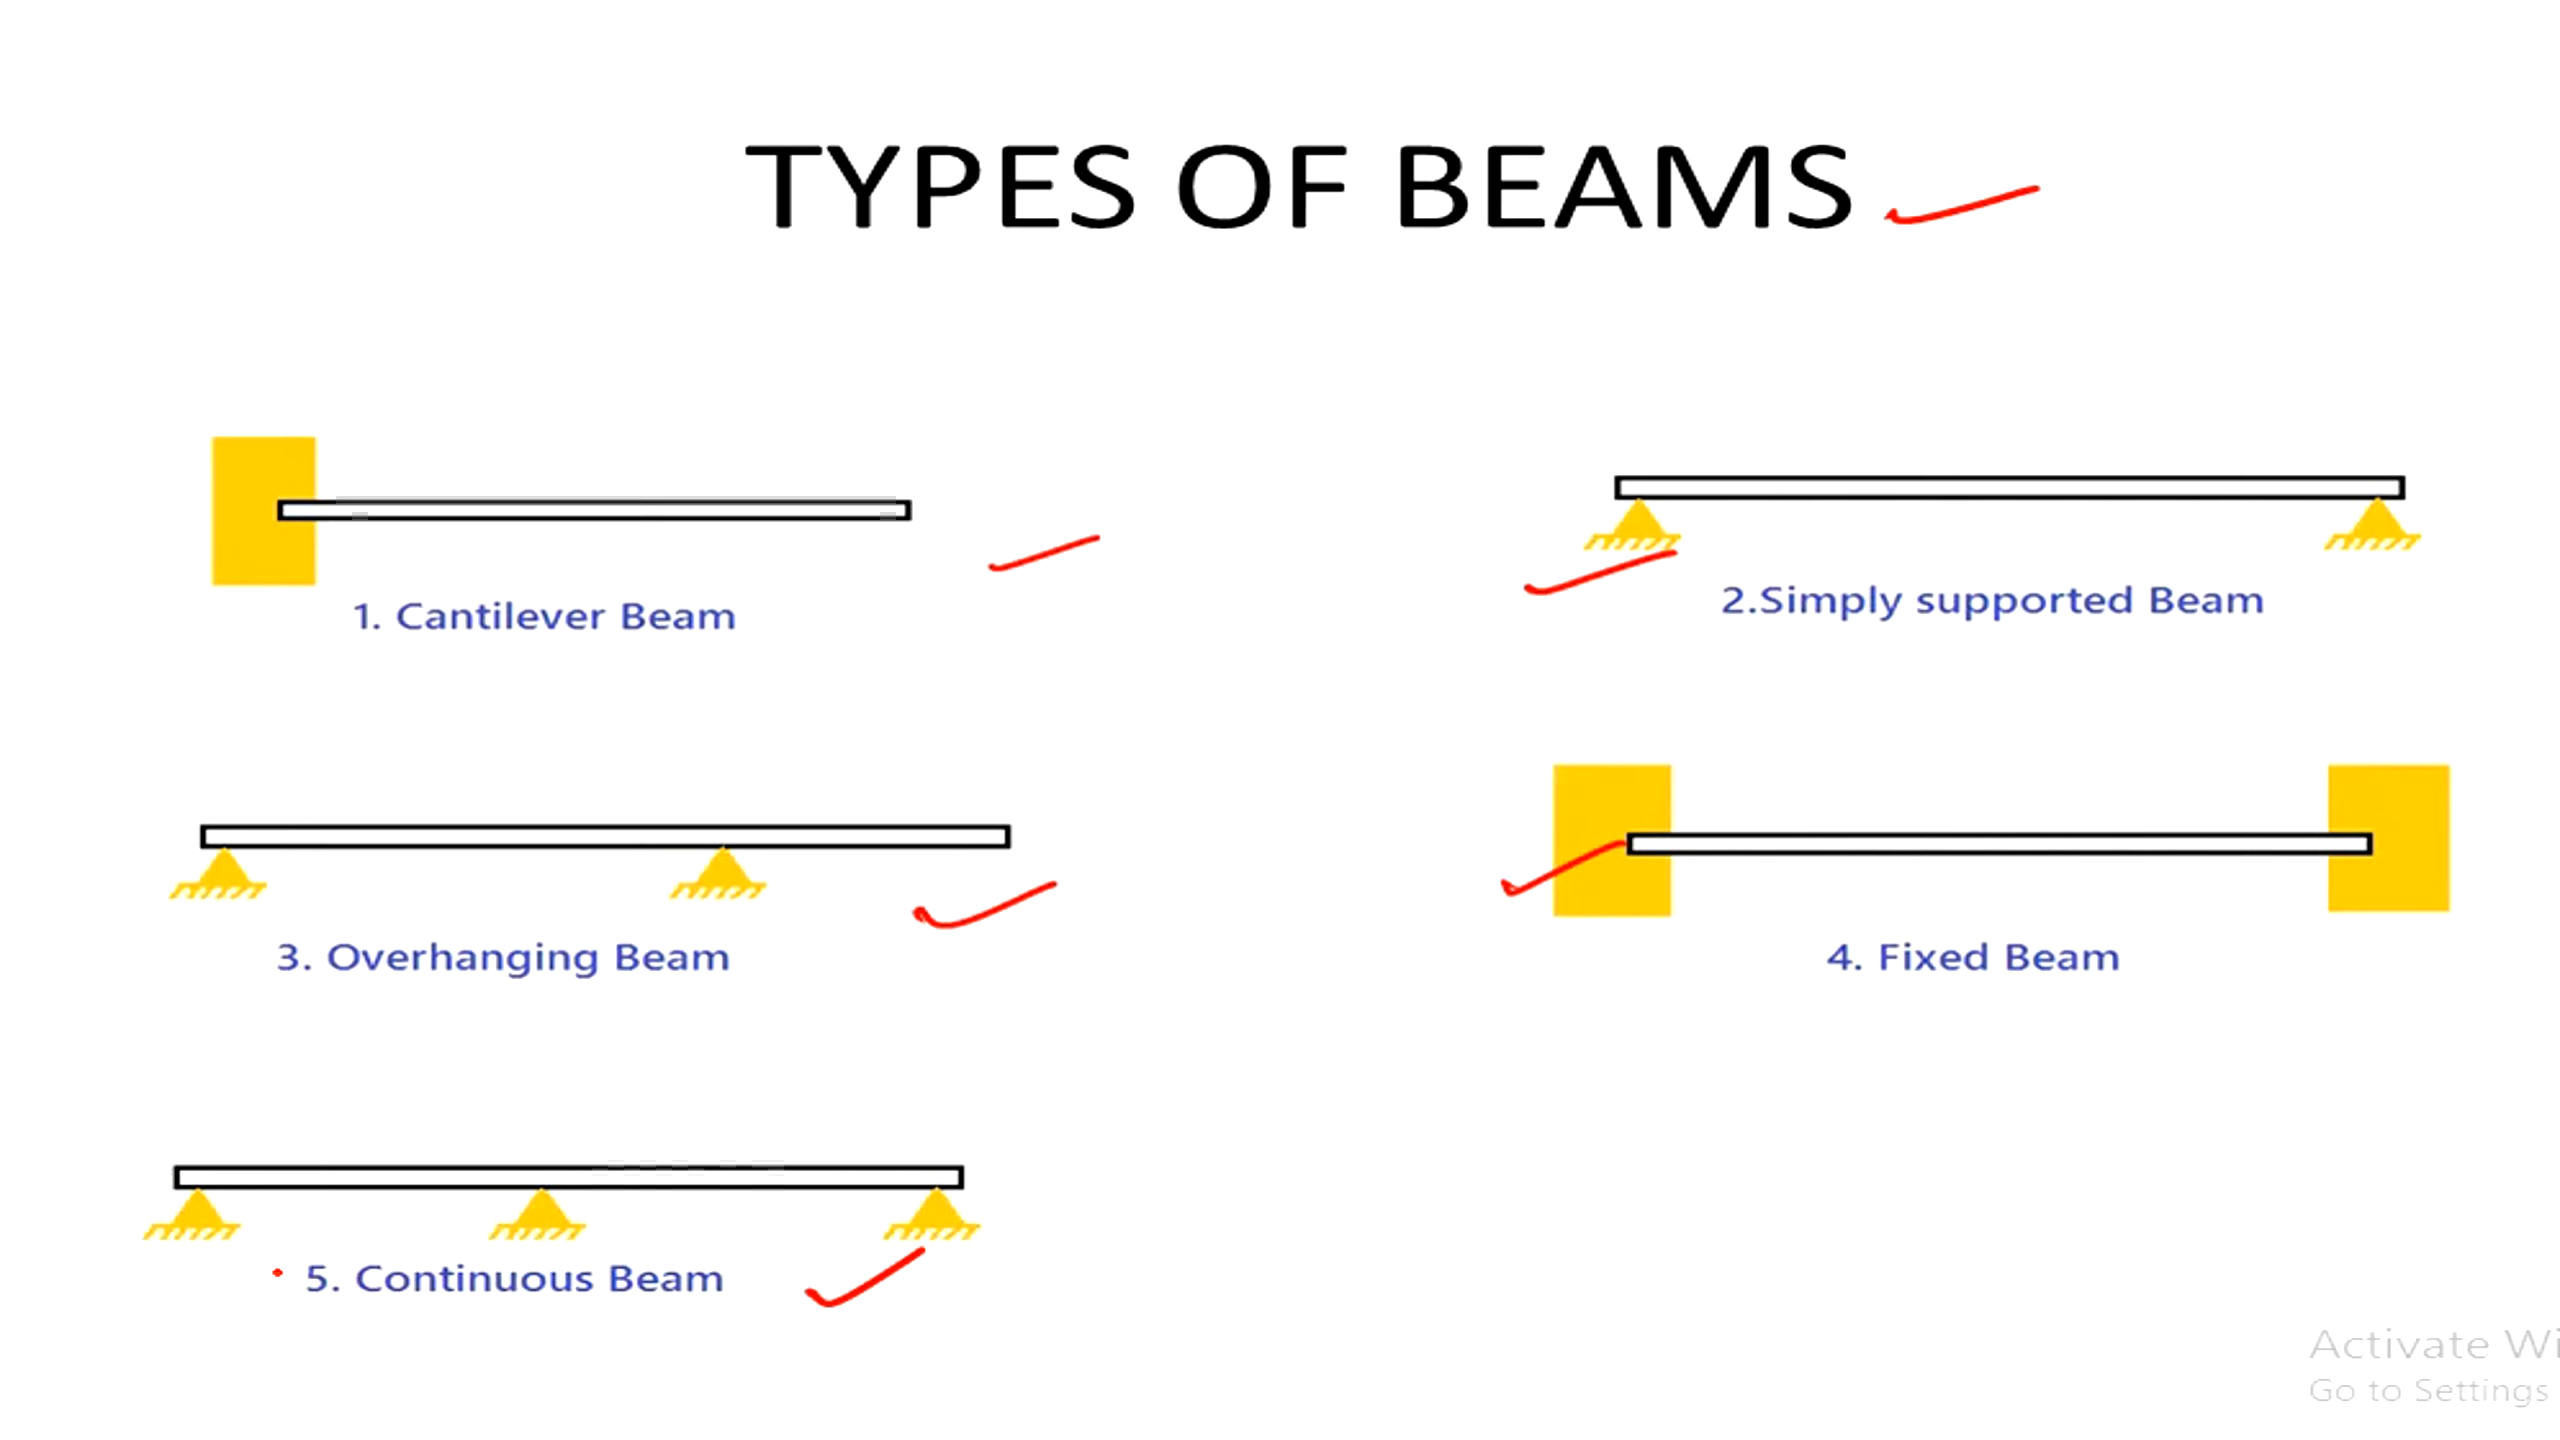 TYPES OF BEAMS
1. Cantilever Beam
2.Simply supported Beam
3. Overhanging Beam
4. Fixed Beam
5. Continuous Beam
Activate Wi
Go to Settings